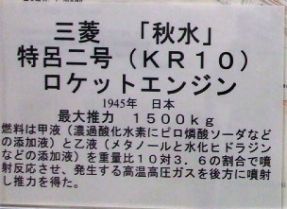 三菱 「秋水」
特呂二号（ＫＲ１０）
ロケットエンジン
1945年 日本
最大推力 １５００ｋｇ
燃料は甲液（濃過酸化水素にピロ燐酸ソーダなど
の添加液）と乙液（メタノールと水化ヒドラジン
などの添加液）を重量比１０対３．６の割合で噴
射反応させ、発生する高温高圧ガスを後方に噴射
し推力を得た。